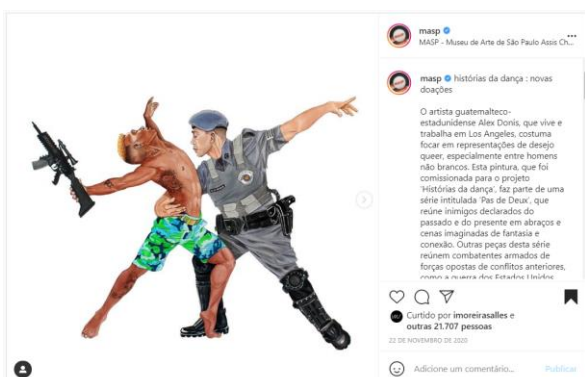 masp
MASP - Museu de Arte de São Paulo Assis Ch...
masp histórias da dança : novas
doações
O artista guatemalteco-
estadunidense Alex Donis, que vive e
trabalha em Los Angeles, costuma
focar em representações de desejo
queer, especialmente entre homens
não brancos. Esta pintura, que foi
comissionada para o projeto
'Histórias da dança', faz parte de uma
série intitulada 'Pas de Deux', que
reúne inimigos declarados do
passado e do presente em abraços e
cenas imaginadas de fantasia e
conexão. Outras peças desta série
reúnem combatentes armados de
forças opostas de conflitos anteriores,
como a guerra dos Estados Unidos
Curtido por imoreirasalles e
outras 21.707 pessoas
22 DE NOVEMBRO DE 2020
Adicione um comentário... Publicar